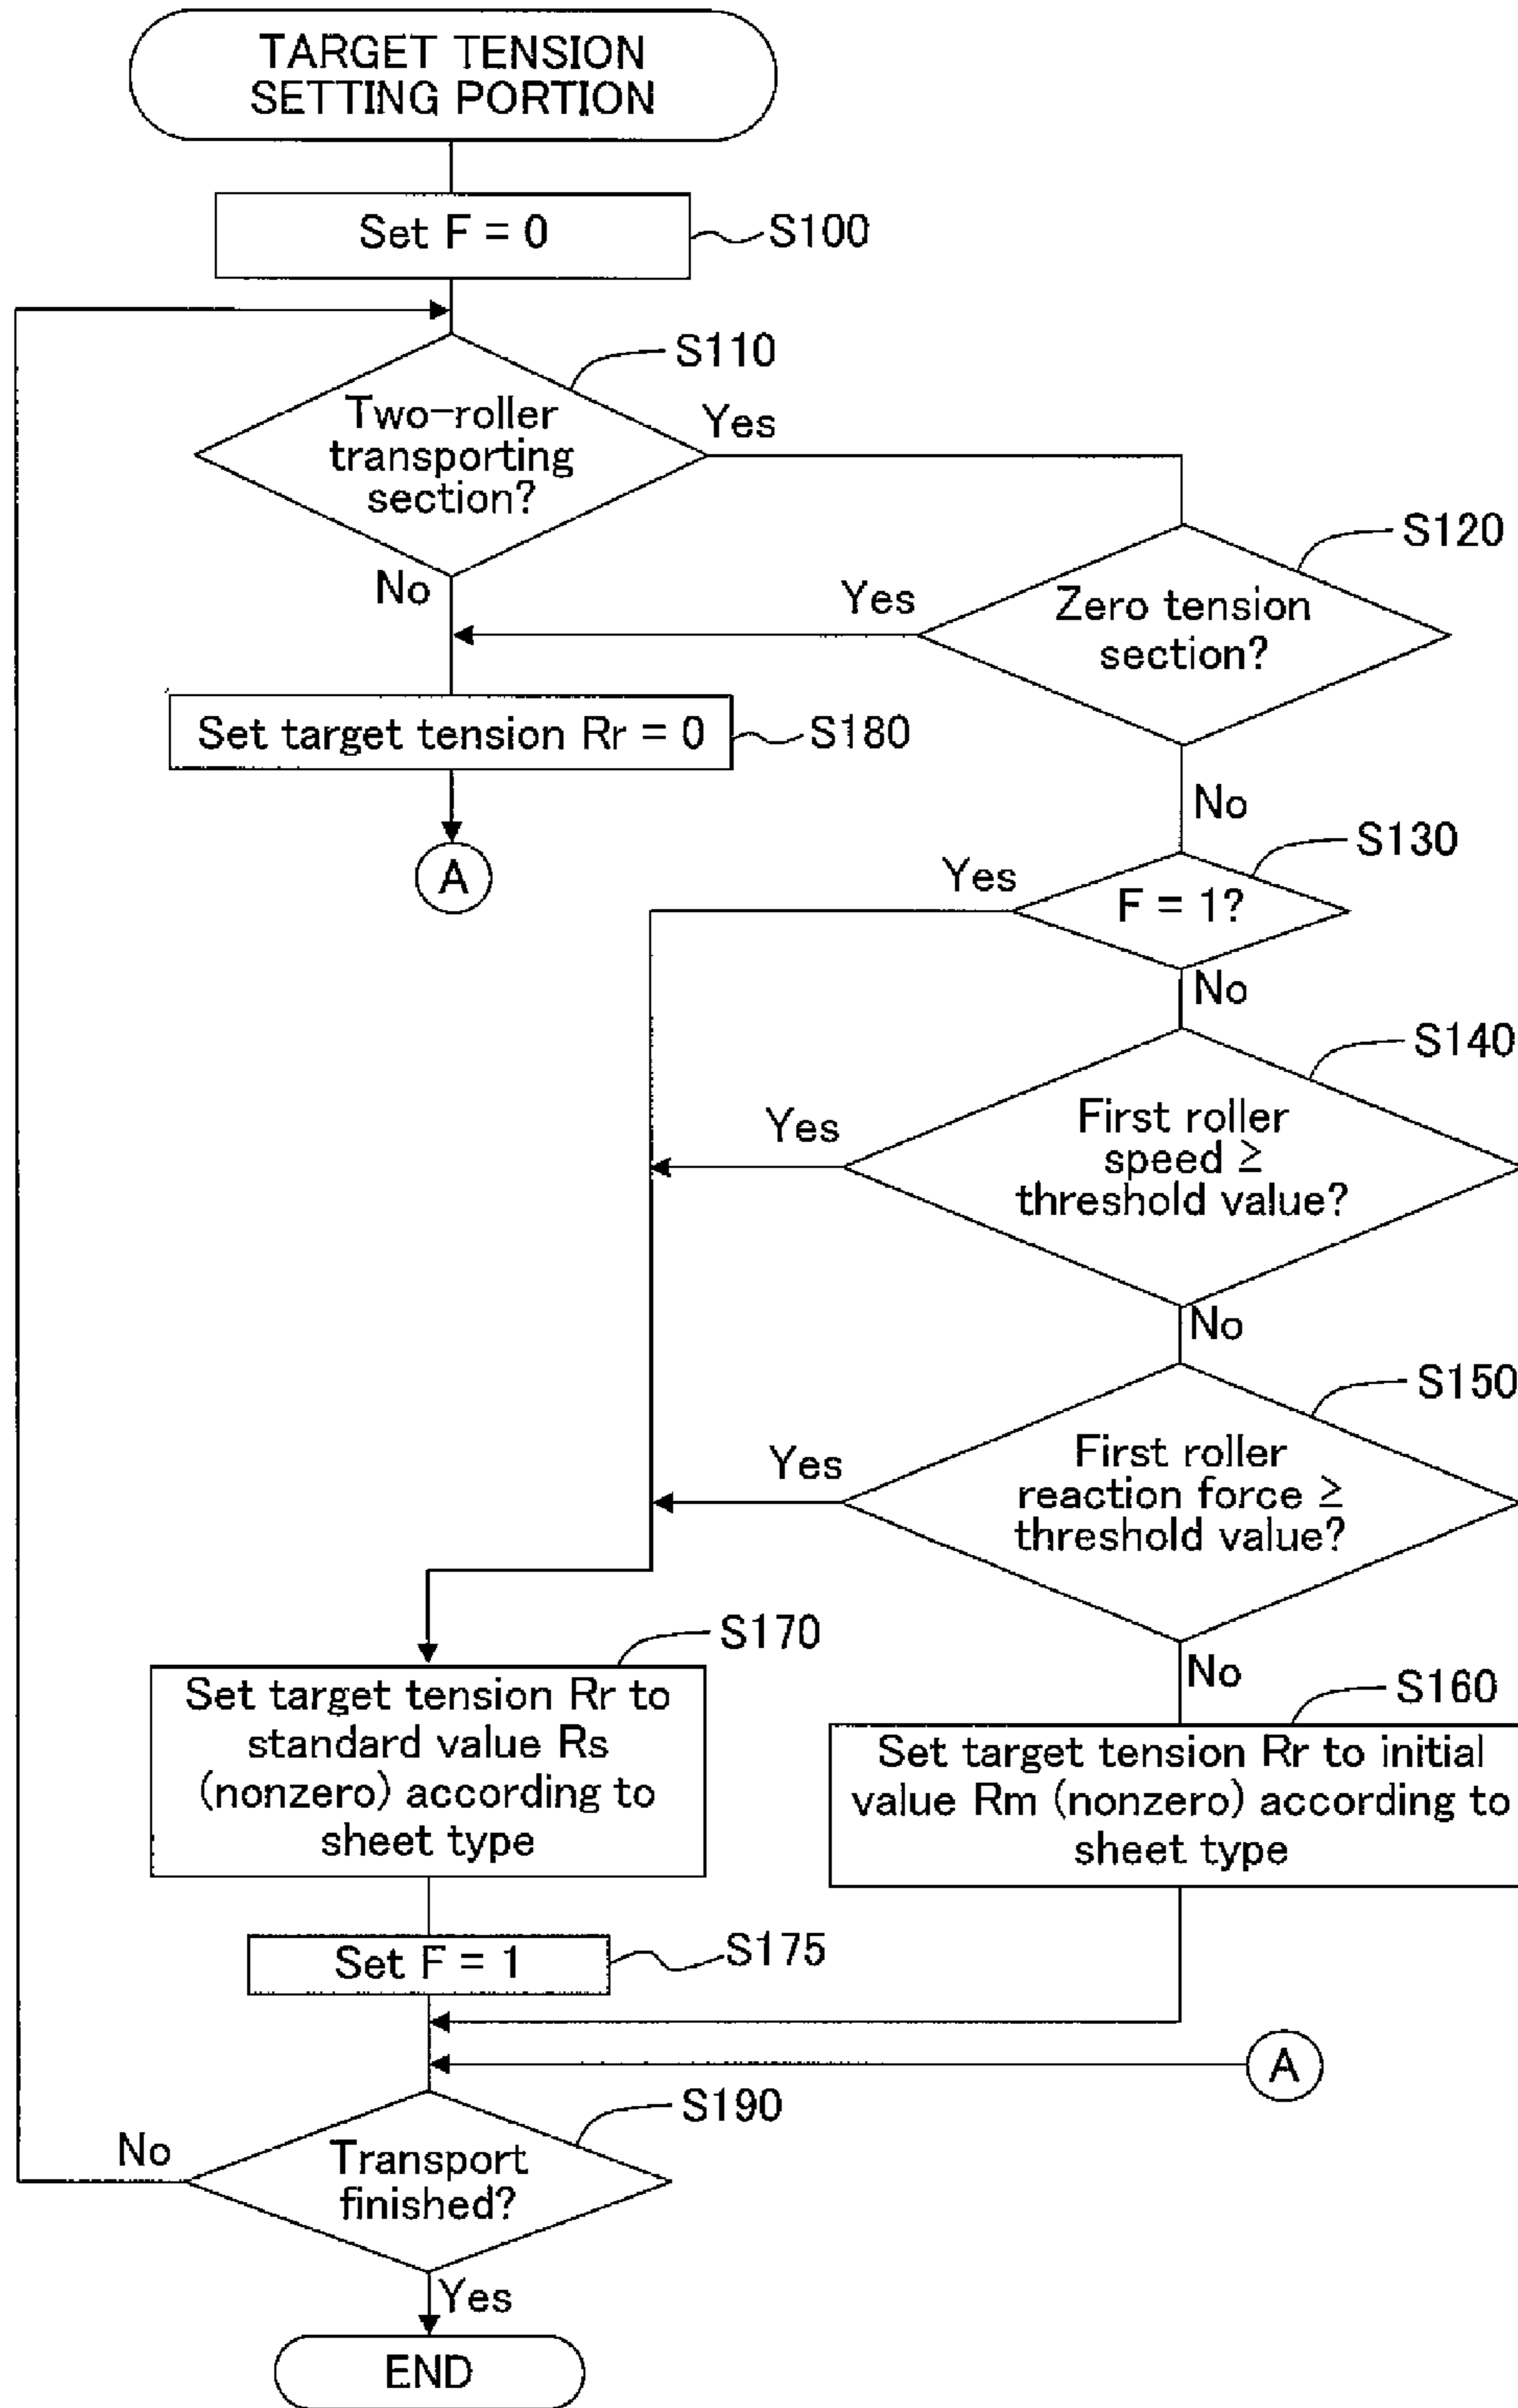 TARGET TENSION
SETTING PORTION
Set F = 0
S100
S110
Two-roller
transporting
section?
Yes
No
S120
Zero tension
section?
Yes
No
Set target tension Rr = 0
S180
A
S130
F = 1?
Yes
No
S140
First roller
speed ≥
threshold value?
Yes
No
S150
First roller
reaction force ≥
threshold value?
Yes
No
S170
Set target tension Rr to
standard value Rs
(nonzero) according to
sheet type
S160
Set target tension Rr to initial
value Rm (nonzero) according to
sheet type
Set F = 1
S175
A
S190
Transport
finished?
No
Yes
END